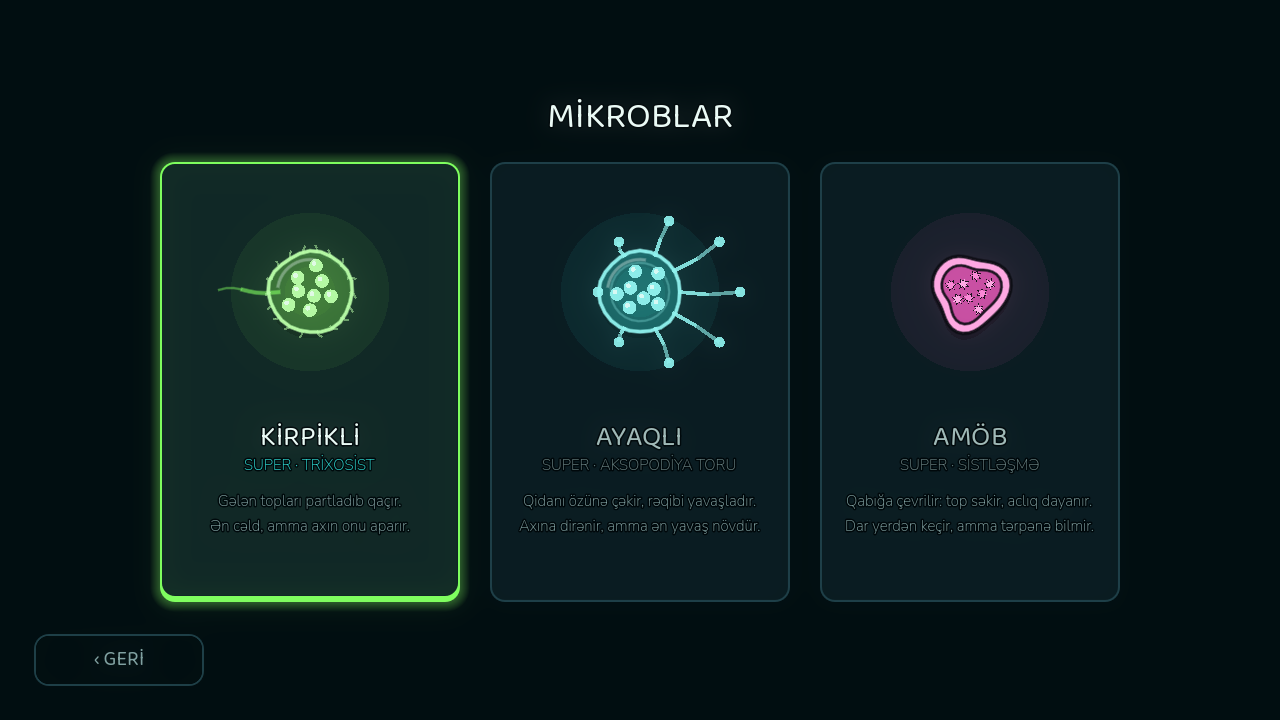 MİKROBLAR
KİRPİKLİ
SUPER · TRİXOSİST
Gələn topları partladıb qaçır.
Ən cəld, amma axın onu aparır.
AYAQLI
SUPER · AKSOPODİYA TORU
Qidanı özünə çəkir, rəqibi yavaşladır.
Axına dirənir, amma ən yavaş növdür.
AMÖB
SUPER · SİSTLƏŞMƏ
Qabığa çevrilir: top səkir, aclıq dayanır.
Dar yerdən keçir, amma tərpənə bilmir.
‹ GERİ